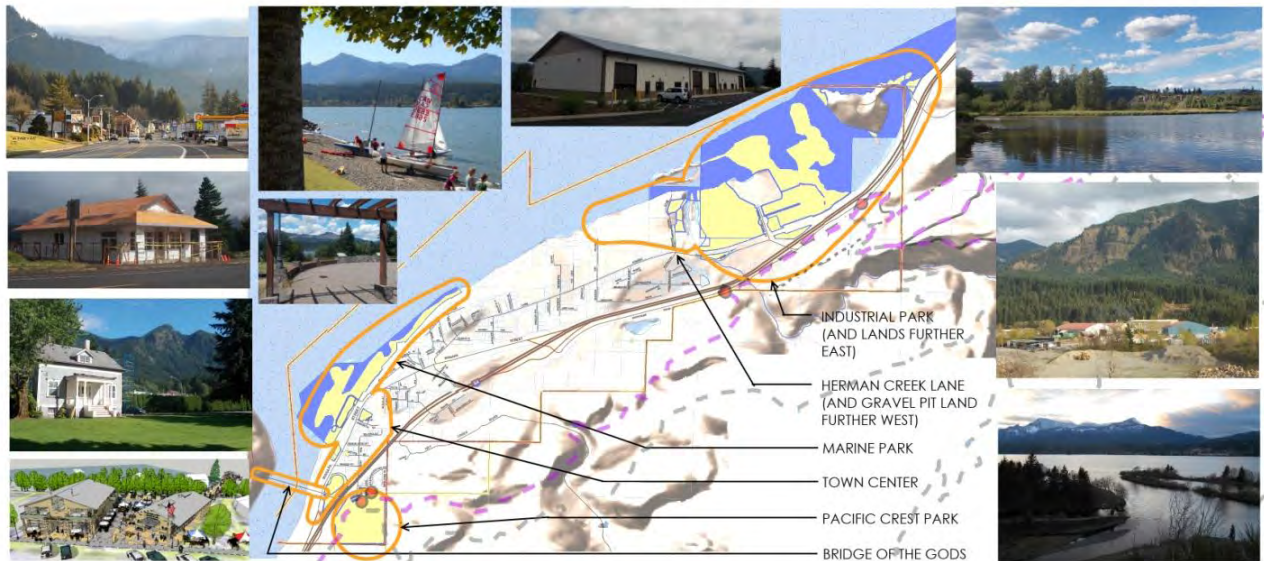 INDUSTRIAL PARK
(AND LANDS FURTHER
EAST)
HERMAN CREEK LANE
(AND GRAVEL PIT LAND
FURTHER WEST)
MARINE PARK
TOWN CENTER
PACIFIC CREST PARK
BRIDGE OF THE GODS